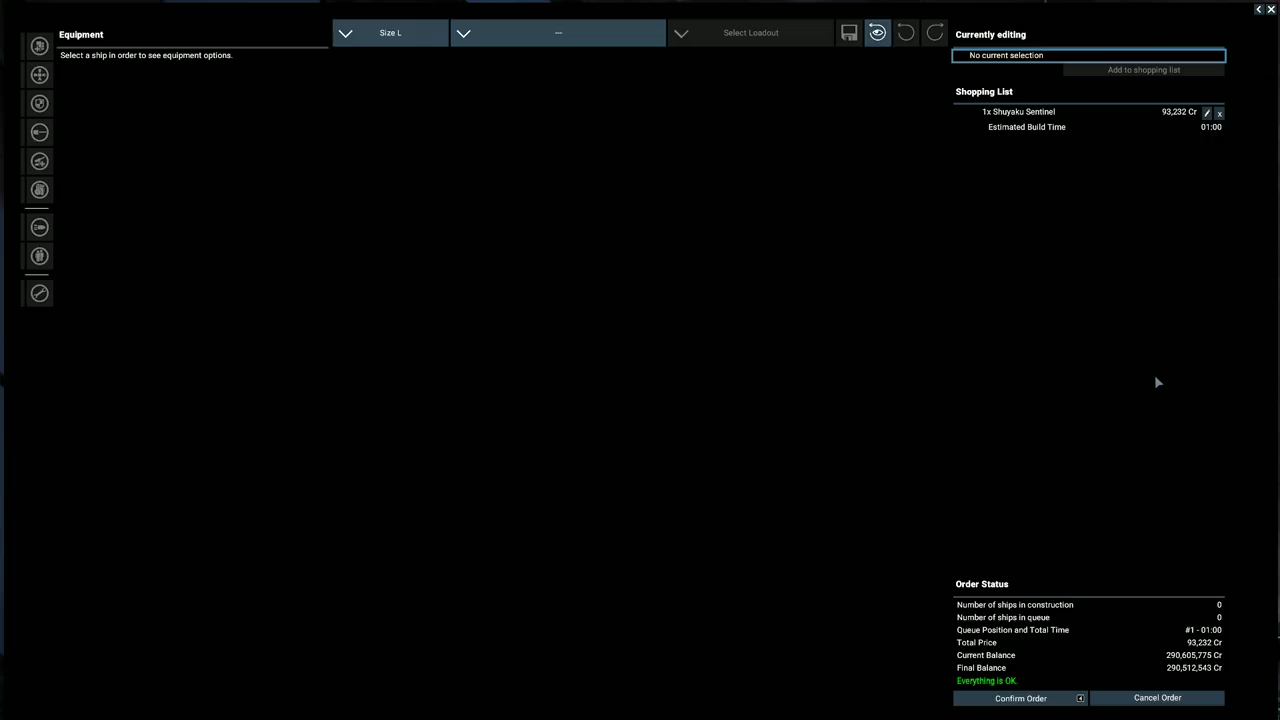 Equipment
Select a ship in order to see equipment options.
Size L
--
Select Loadout
Currently editing
No current selection
Add to shopping list
Shopping List
1x Shuyaku Sentinel 93,232 Cr x
Estimated Build Time 01:00
Order Status
Number of ships in construction 0
Number of ships in queue 0
Queue Position and Total Time #1 - 01:00
Total Price 93,232 Cr
Current Balance 290,605,775 Cr
Final Balance 290,512,543 Cr
Everything is OK.
Confirm Order Cancel Order